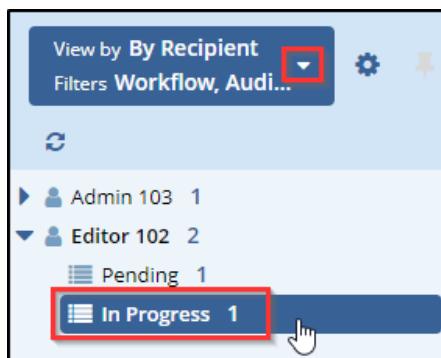 View by By Recipient
Filters Workflow, Audi...
Admin 103 1
Editor 102 2
Pending 1
In Progress 1